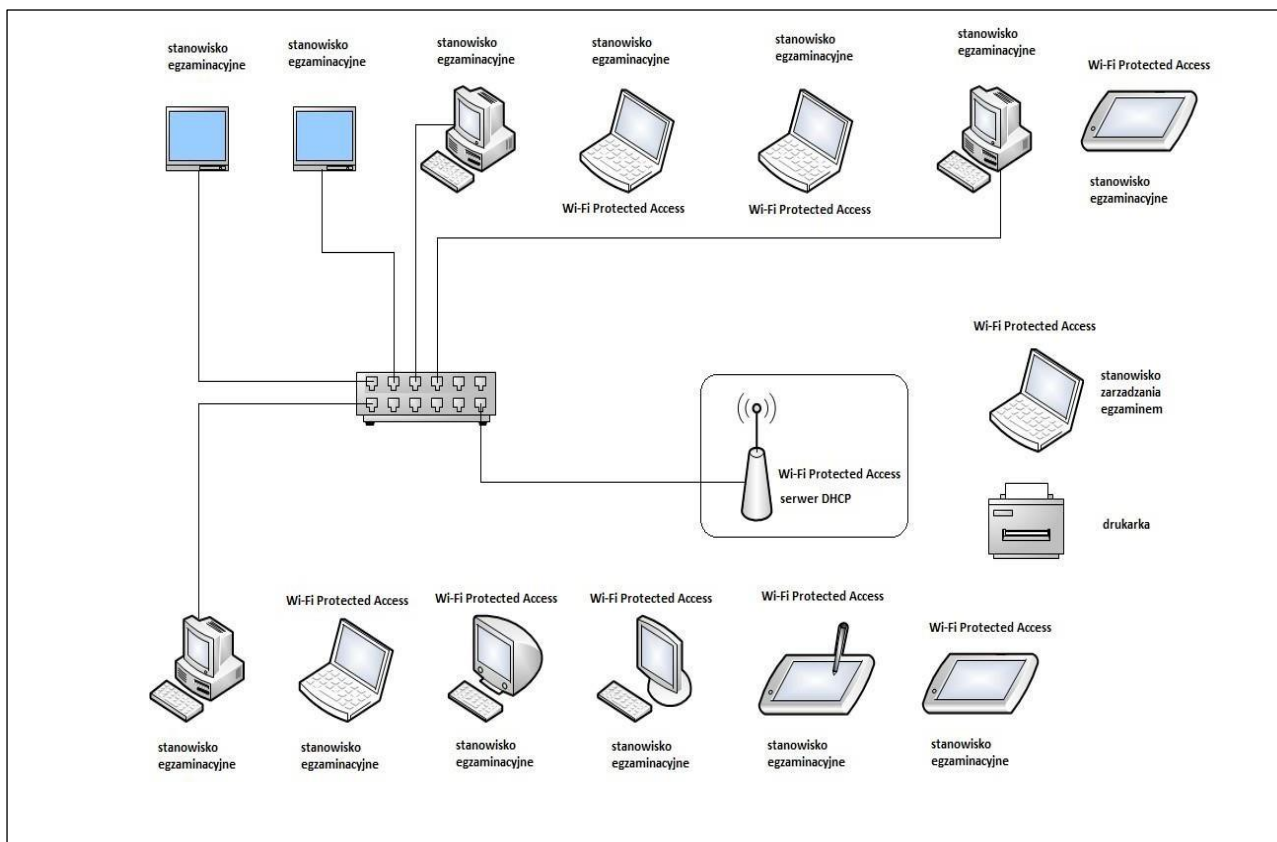 stanowisko
egzaminacyjne
stanowisko
egzaminacyjne
stanowisko
egzaminacyjne
stanowisko
egzaminacyjne
stanowisko
egzaminacyjne
stanowisko
egzaminacyjne
Wi-Fi Protected Access
stanowisko
egzaminacyjne
Wi-Fi Protected Access
Wi-Fi Protected Access
Wi-Fi Protected Access
stanowisko
zarzadzania
egzaminem
Wi-Fi Protected Access
serwer DHCP
drukarka
Wi-Fi Protected Access
Wi-Fi Protected Access
Wi-Fi Protected Access
Wi-Fi Protected Access
Wi-Fi Protected Access
stanowisko
egzaminacyjne
stanowisko
egzaminacyjne
stanowisko
egzaminacyjne
stanowisko
egzaminacyjne
stanowisko
egzaminacyjne
stanowisko
egzaminacyjne